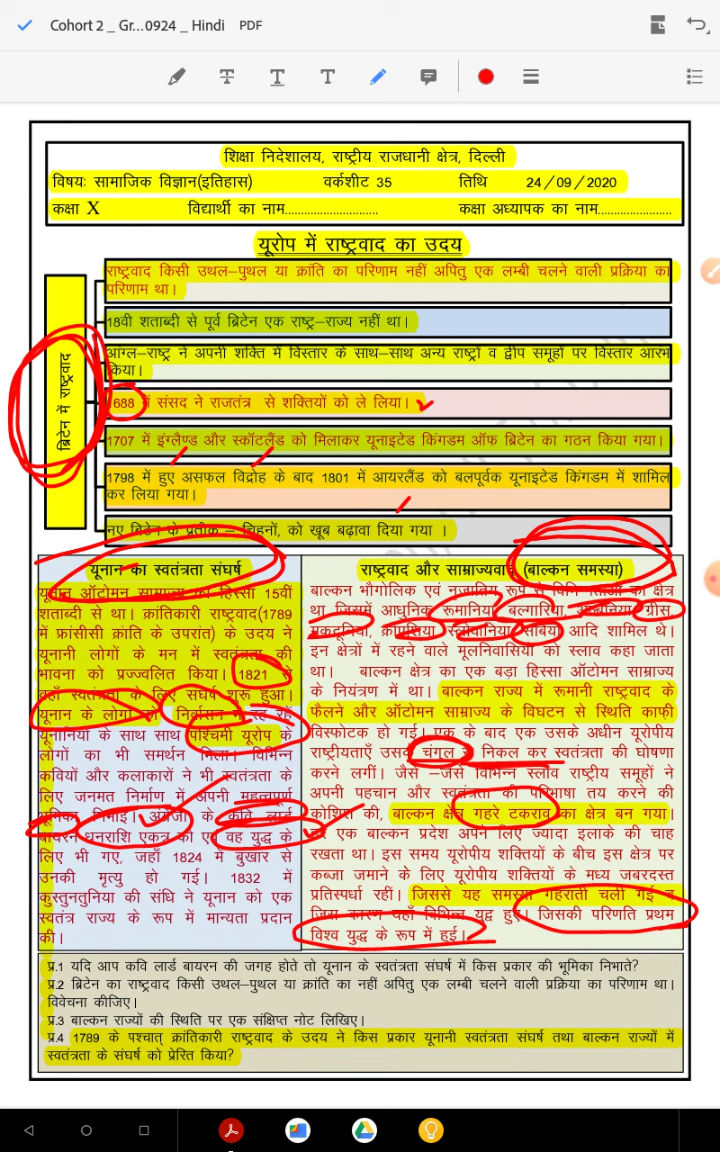 Cohort 2 _ Gr...0924 _ Hindi PDF
T T T
शिक्षा निदेशालय, राष्ट्रीय राजधानी क्षेत्र, दिल्ली
विषयः सामाजिक विज्ञान(इतिहास) वर्कशीट 35 तिथि 24/09/2020
कक्षा X विद्यार्थी का नाम............................. कक्षा अध्यापक का नाम.......................
यूरोप में राष्ट्रवाद का उदय
ब्रिटेन में राष्ट्रवाद
राष्ट्रवाद किसी उथल–पुथल या क्रांति का परिणाम नहीं अपितु एक लम्बी चलने वाली प्रक्रिया का
परिणाम था।
18वी शताब्दी से पूर्व ब्रिटेन एक राष्ट्र–राज्य नहीं था।
आंग्ल–राष्ट्र ने अपनी शक्ति में विस्तार के साथ–साथ अन्य राष्ट्रों व द्वीप समूहों पर विस्तार आरंभ
किया।
688 में संसद ने राजतंत्र से शक्तियों को ले लिया।
1707 में इंग्लैण्ड और स्कॉटलैंड को मिलाकर यूनाइटेड किंगडम ऑफ ब्रिटेन का गठन किया गया।
1798 में हुए असफल विद्रोह के बाद 1801 में आयरलैंड को बलपूर्वक यूनाइटेड किंगडम में शामिल
कर लिया गया।
नए ब्रिटेन के प्रतीक – चिहनों, को खूब बढ़ावा दिया गया ।
यूनान का स्वतंत्रता संघर्ष
यूनान ऑटोमन साम्राज्य का हिस्सा 15वीं
शताब्दी से था। क्रांतिकारी राष्ट्रवाद(1789
में फ्रांसीसी क्रांति के उपरांत) के उदय ने
यूनानी लोगों के मन में स्वतंत्रता की
भावना को प्रज्ज्वलित किया। 1821 से
वहाँ स्वतंत्रता के लिए संघर्ष शुरू हुआ।
यूनान के लोगों को निर्वासन में रह रहे
यूनानियों के साथ साथ पश्चिमी यूरोप के
लोगों का भी समर्थन मिला। विभिन्न
कवियों और कलाकारों ने भी स्वतंत्रता के
लिए जनमत निर्माण में अपनी महत्वपूर्ण
भूमिका निभाई। अंग्रेजी के कवि लार्ड
बायरन धनराशि एकत्र की एवं वह युद्ध के
लिए भी गए, जहाँ 1824 में बुखार से
उनकी मृत्यु हो गई। 1832 में
कुस्तुनतुनिया की संधि ने यूनान को एक
स्वतंत्र राज्य के रूप में मान्यता प्रदान
की।
राष्ट्रवाद और साम्राज्यवाद (बाल्कन समस्या)
बाल्कन भौगोलिक एवं नृजातिय रूप से का क्षेत्र
था जिसमें आधुनिक रूमानिया, बल्गारिया, अल्बानिया, ग्रीस,
मकदूनिया, क्रोएशिया स्लोवानिया, सर्बिया आदि शामिल थे।
इन क्षेत्रों में रहने वाले मूलनिवासियों को स्लाव कहा जाता
था। बाल्कन क्षेत्र का एक बड़ा हिस्सा ऑटोमन साम्राज्य
के नियंत्रण में था। बाल्कन राज्य में रूमानी राष्ट्रवाद के
फैलने और ऑटोमन साम्राज्य के विघटन से स्थिति काफी
विस्फोटक हो गई। एक के बाद एक उसके अधीन यूरोपीय
राष्ट्रीयताएँ उसके चंगुल से निकल कर स्वतंत्रता की घोषणा
करने लगीं। जैसे –जैसे विभिन्न स्लाव राष्ट्रीय समूहों ने
अपनी पहचान और स्वतंत्रता की परिभाषा तय करने की
कोशिश की, बाल्कन क्षेत्र गहरे टकराव का क्षेत्र बन गया।
हर एक बाल्कन प्रदेश अपने लिए ज्यादा इलाके की चाह
रखता था। इस समय यूरोपीय शक्तियों के बीच इस क्षेत्र पर
कब्जा जमाने के लिए यूरोपीय शक्तियों के मध्य जबरदस्त
प्रतिस्पर्धा रहीं। जिससे यह समस्या गहराती चली गई व
जिस कारण यहाँ विभिन्न युद्व हुए। जिसकी परिणति प्रथम
विश्व युद्ध के रूप में हुई।
प्र.1 यदि आप कवि लार्ड बायरन की जगह होते तो यूनान के स्वतंत्रता संघर्ष में किस प्रकार की भूमिका निभाते?
प्र.2 ब्रिटेन का राष्ट्रवाद किसी उथल–पुथल या क्रांति का नहीं अपितु एक लम्बी चलने वाली प्रक्रिया का परिणाम था।
विवेचना कीजिए।
प्र.3 बाल्कन राज्यों की स्थिति पर एक संक्षिप्त नोट लिखिए।
प्र.4 1789 के पश्चात् क्रांतिकारी राष्ट्रवाद के उदय ने किस प्रकार यूनानी स्वतंत्रता संघर्ष तथा बाल्कन राज्यों में
स्वतंत्रता के संघर्ष को प्रेरित किया?